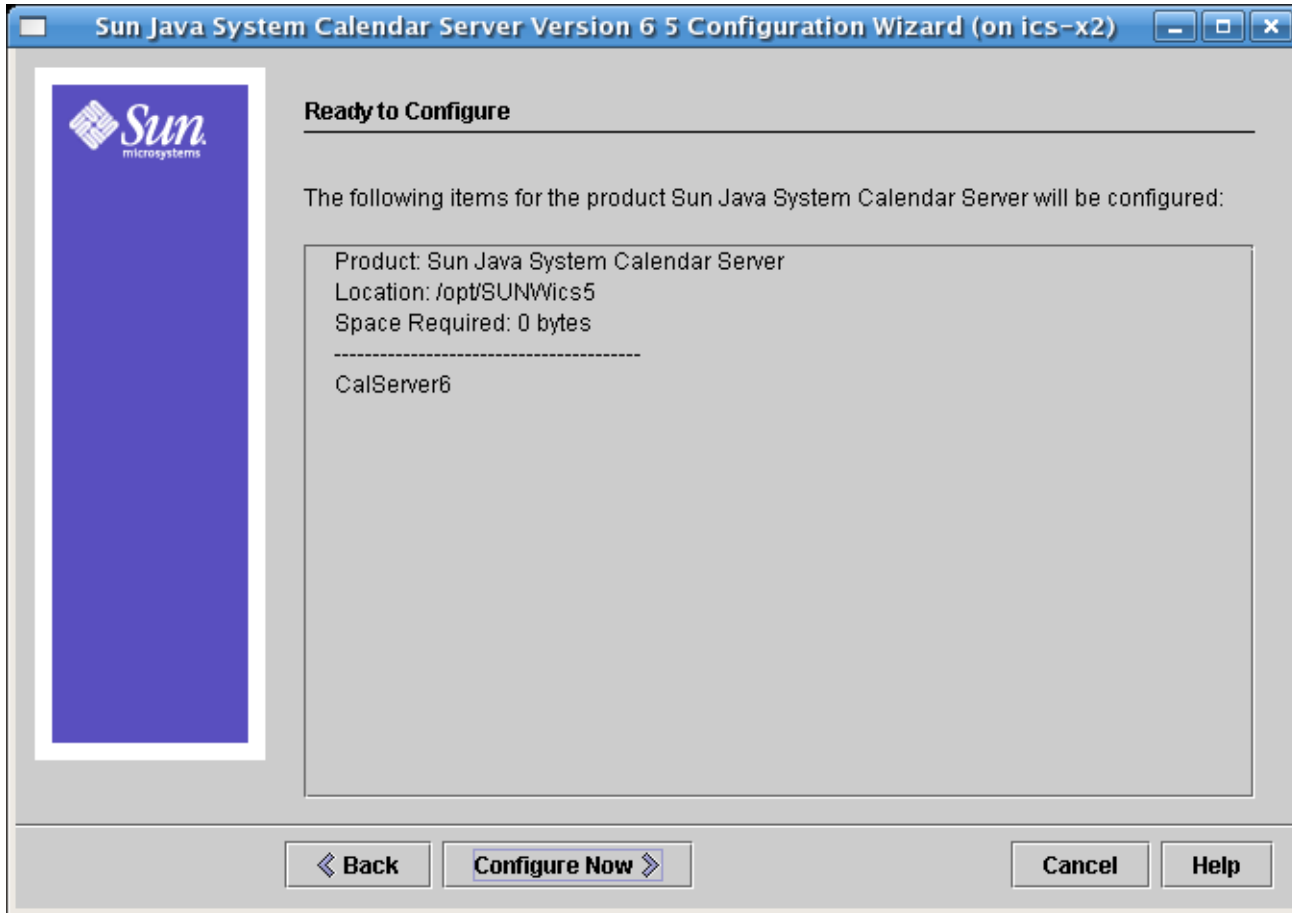 Sun Java System Calendar Server Version 6 5 Configuration Wizard (on ics-x2)
Sun
microsystems
Ready to Configure
The following items for the product Sun Java System Calendar Server will be configured:
Product: Sun Java System Calendar Server
Location: /opt/SUNWics5
Space Required: 0 bytes
----------------------------------------
CalServer6
Back
Configure Now
Cancel
Help